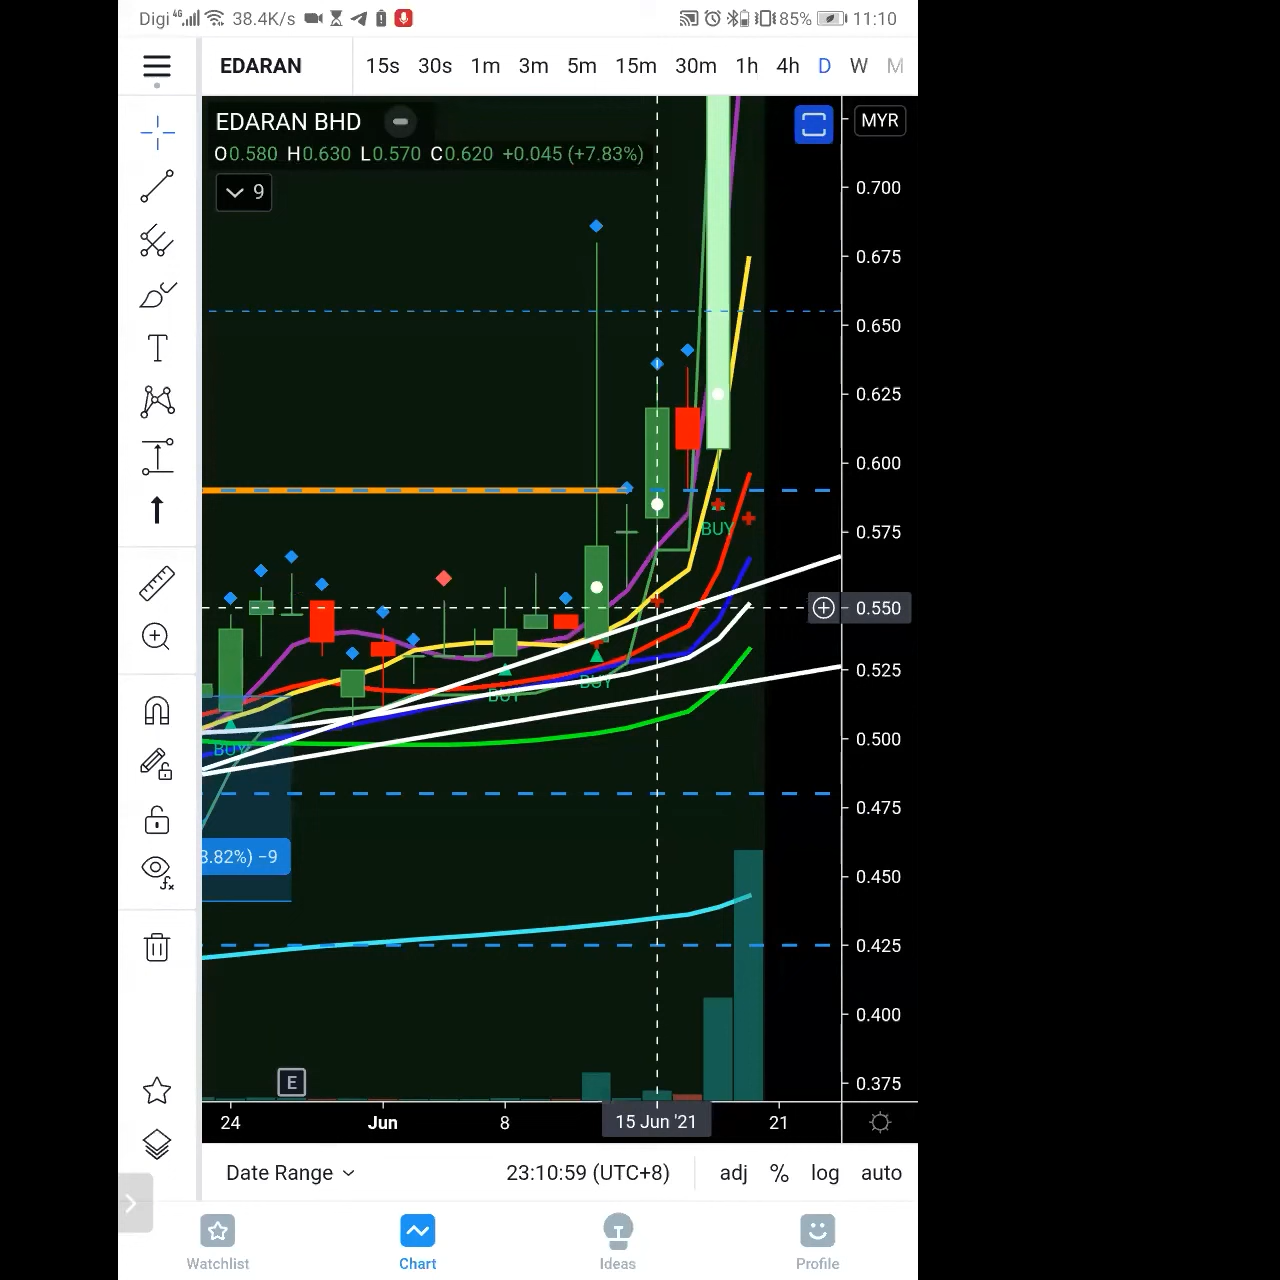 Digi 4G 38.4K/s 85% 11:10
EDARAN 15s 30s 1m 3m 5m 15m 30m 1h 4h D W M
EDARAN BHD
MYR
O0.580 H0.630 L0.570 C0.620 +0.045 (+7.83%)
9
0.700
0.675
0.650
0.625
0.600
0.575
BUY
0.550
0.525
BUY
BUY
0.500
BUY
0.475
3.82%) −9
0.450
0.425
0.400
E
0.375
24 Jun 8 15 Jun '21 21
Date Range 23:10:59 (UTC+8) adj % log auto
Watchlist Chart Ideas Profile